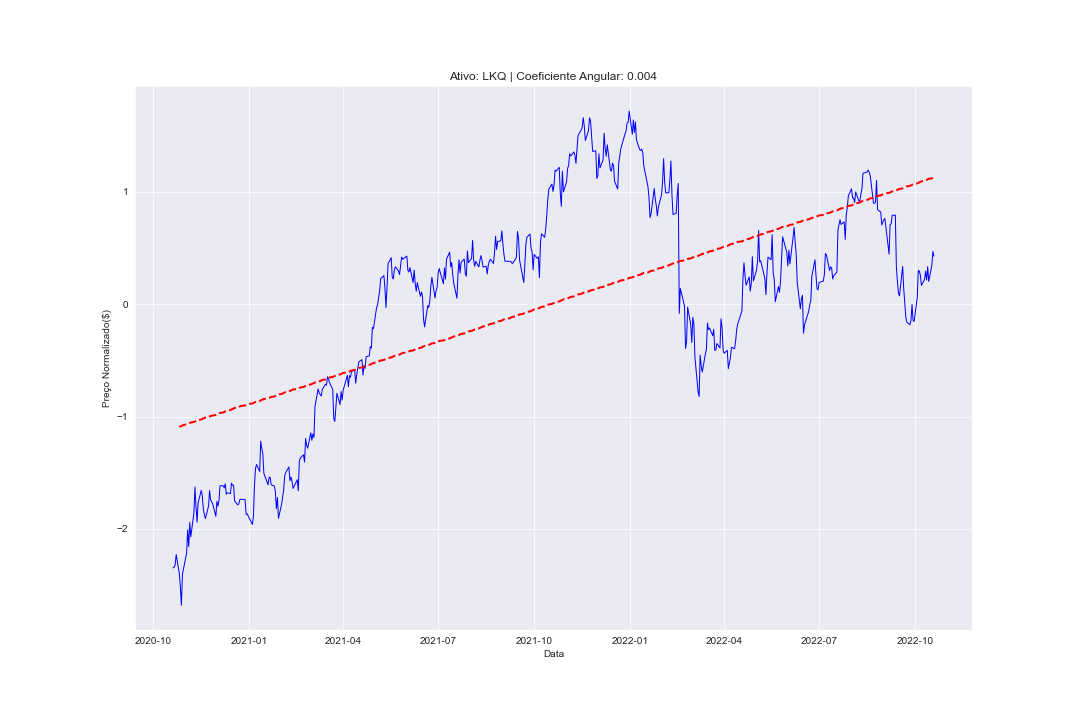 Ativo: LKQ | Coeficiente Angular: 0.004
Preço Normalizado($)
1
0
−1
−2
2020-10 2021-01 2021-04 2021-07 2021-10 2022-01 2022-04 2022-07 2022-10
Data